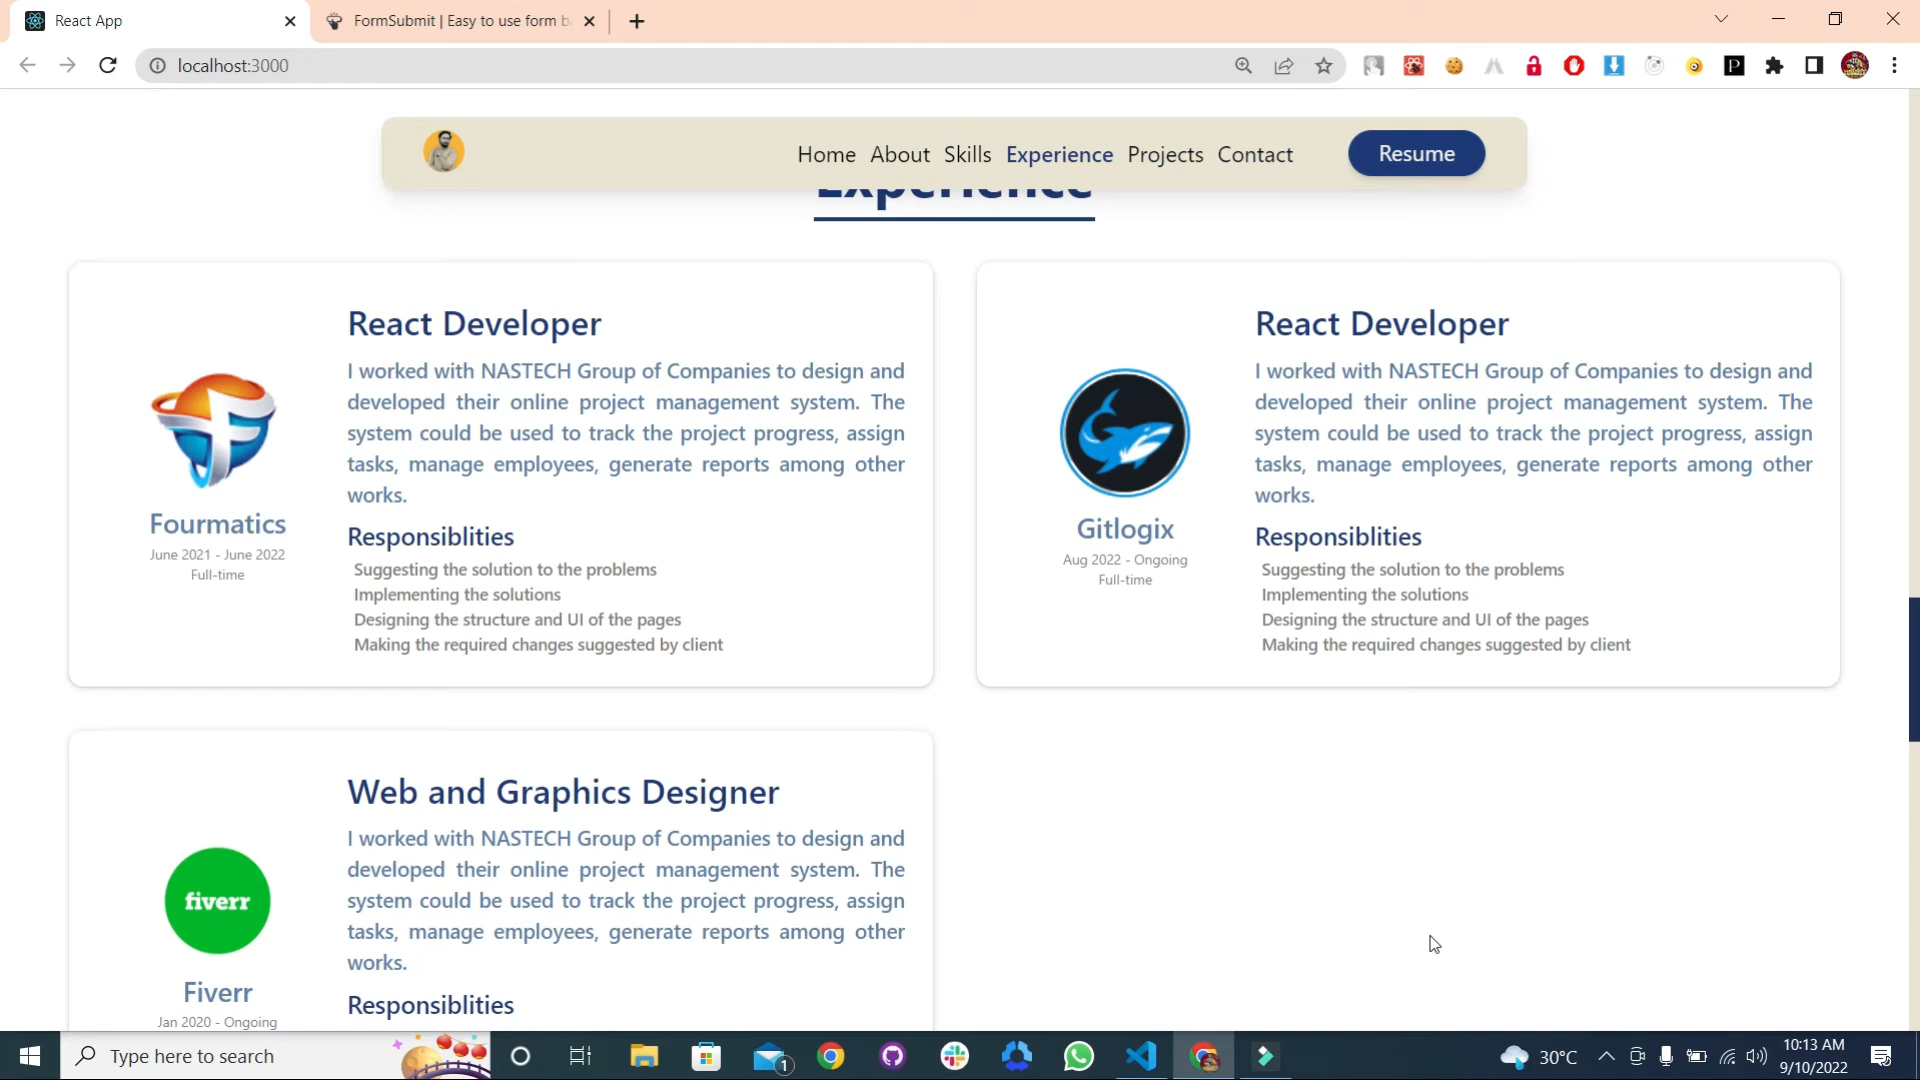 React App
FormSubmit | Easy to use form b
localhost:3000
Home About Skills Experience Projects Contact Resume
Experience
React Developer
I worked with NASTECH Group of Companies to design and
developed their online project management system. The
system could be used to track the project progress, assign
tasks, manage employees, generate reports among other
works.
Fourmatics
June 2021 - June 2022
Full-time
Responsiblities
Suggesting the solution to the problems
Implementing the solutions
Designing the structure and UI of the pages
Making the required changes suggested by client
React Developer
I worked with NASTECH Group of Companies to design and
developed their online project management system. The
system could be used to track the project progress, assign
tasks, manage employees, generate reports among other
works.
Gitlogix
Aug 2022 - Ongoing
Full-time
Responsiblities
Suggesting the solution to the problems
Implementing the solutions
Designing the structure and UI of the pages
Making the required changes suggested by client
Web and Graphics Designer
I worked with NASTECH Group of Companies to design and
developed their online project management system. The
system could be used to track the project progress, assign
tasks, manage employees, generate reports among other
works.
fiverr
Fiverr
Jan 2020 - Ongoing
Responsiblities
Type here to search
1
30°C
10:13 AM
9/10/2022